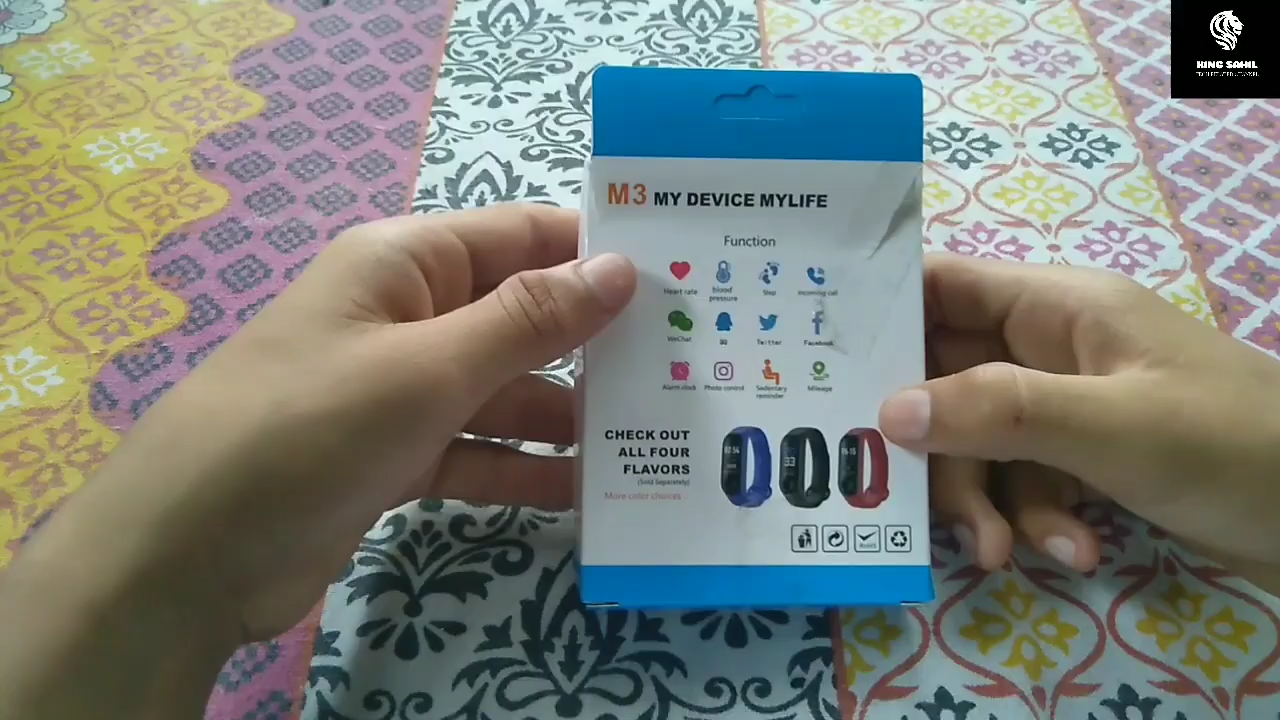 KING SAHIL
M3 MY DEVICE MYLIFE
Function
Heart rate
blood pressure
Step
incoming call
WeChat
QQ
Twitter
Facebook
Alarm clock
Photo control
Sedentary reminder
Mileage
CHECK OUT
ALL FOUR
FLAVORS
(Sold Separately)
More color choices
RoHS